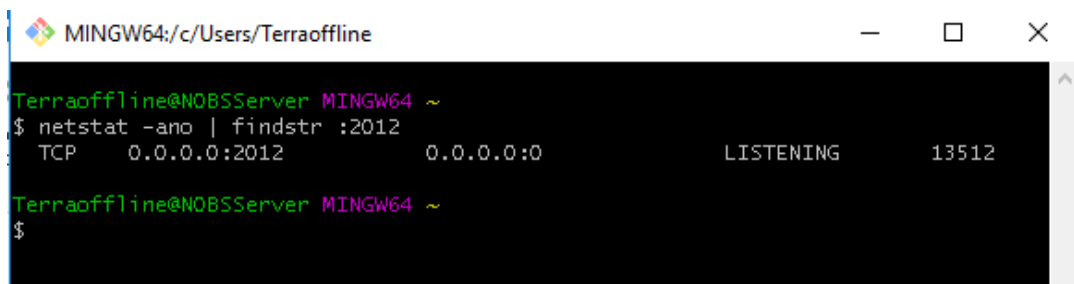 MINGW64:/c/Users/Terraoffline
Terraoffline@NOBSServer MINGW64 ~
$ netstat -ano | findstr :2012
TCP 0.0.0.0:2012 0.0.0.0:0 LISTENING 13512
Terraoffline@NOBSServer MINGW64 ~
$